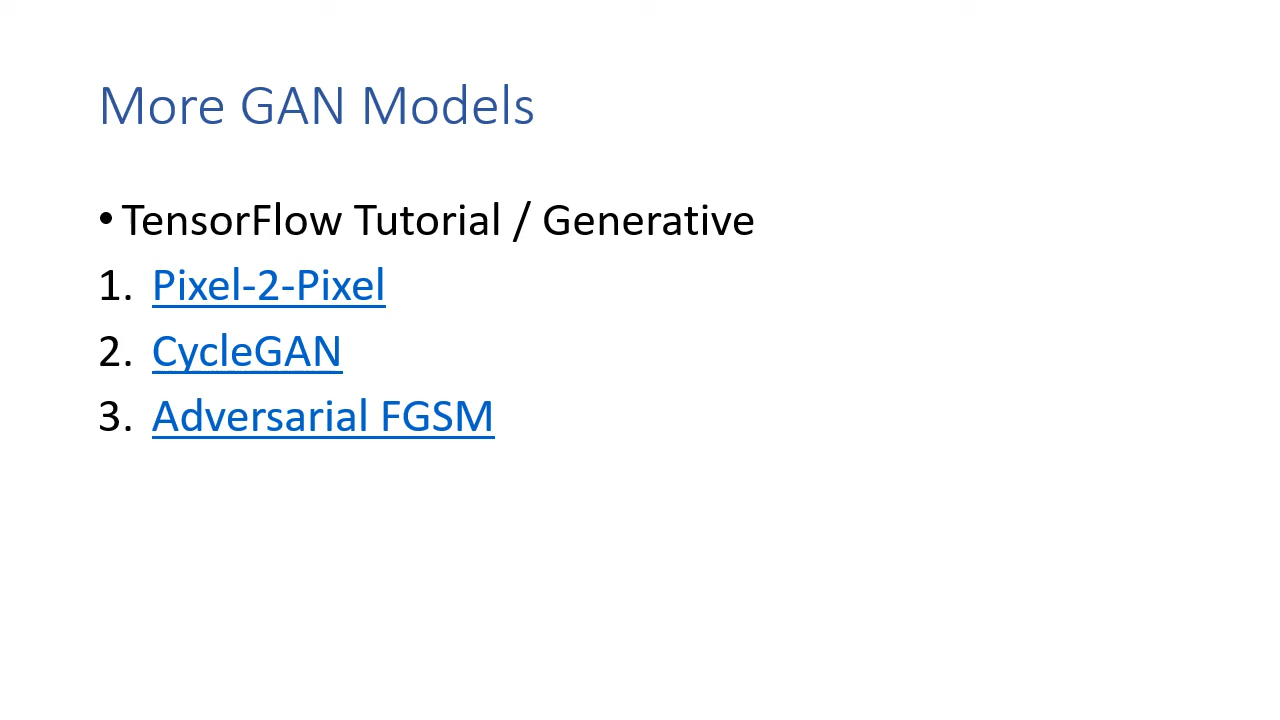 More GAN Models
•TensorFlow Tutorial / Generative
1. Pixel-2-Pixel
2. CycleGAN
3. Adversarial FGSM